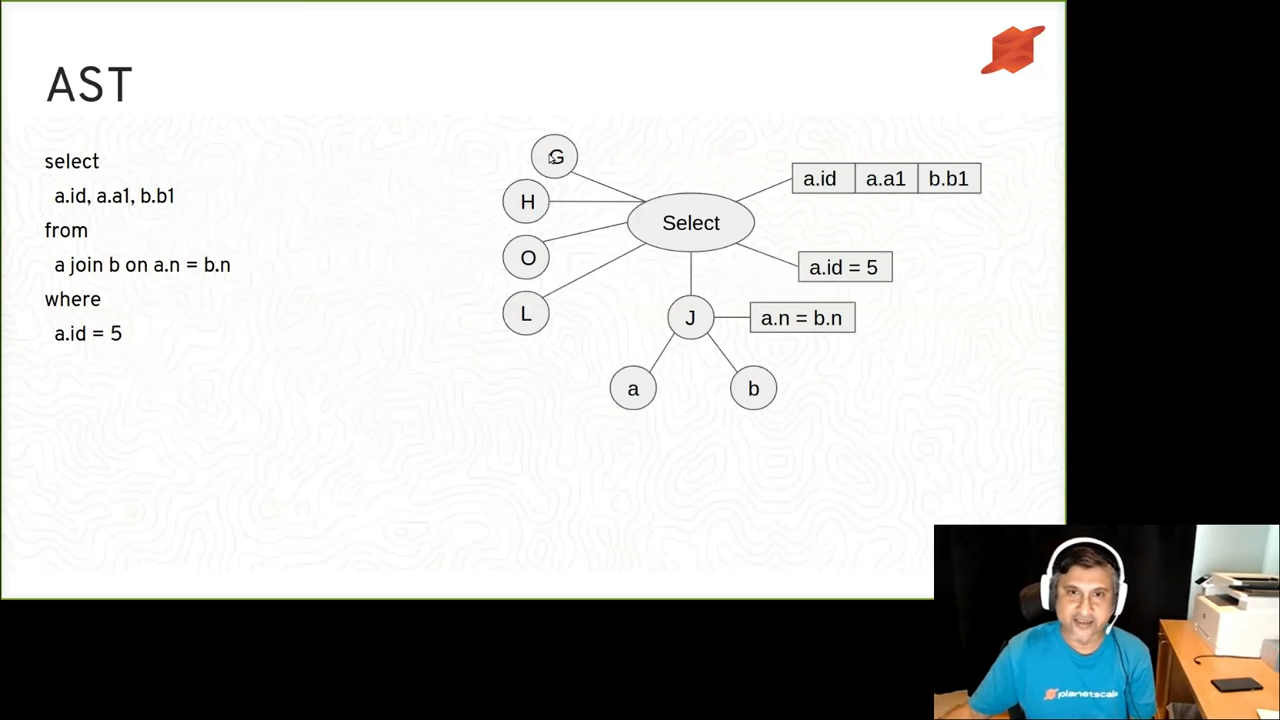 AST
select
a.id, a.a1, b.b1
from
a join b on a.n = b.n
where
a.id = 5
G
H
O
L
Select
a.id a.a1 b.b1
a.id = 5
J
a.n = b.n
a
b
planetscale